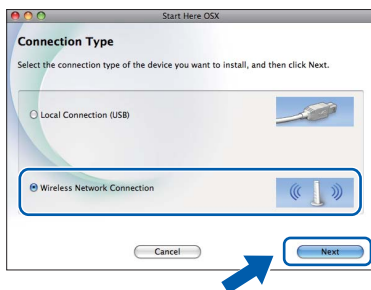 Start Here OSX
Connection Type
Select the connection type of the device you want to install, and then click Next.
Local Connection (USB)
Wireless Network Connection
Cancel
Next